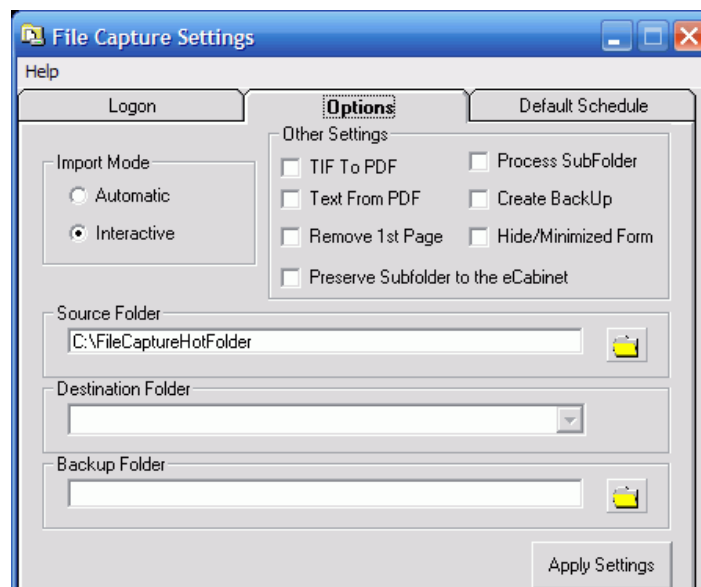 File Capture Settings
Help
Logon Options Default Schedule
Import Mode
Automatic
Interactive
Other Settings
TIF To PDF Process SubFolder
Text From PDF Create BackUp
Remove 1st Page Hide/Minimized Form
Preserve Subfolder to the eCabinet
Source Folder
C:\FileCaptureHotFolder
Destination Folder
Backup Folder
Apply Settings